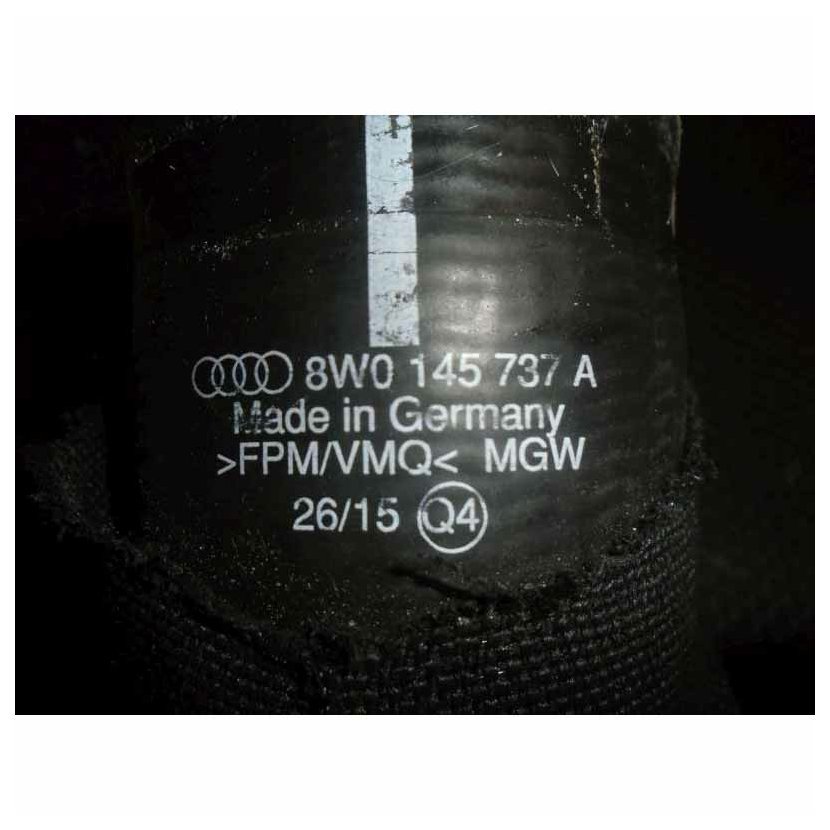 8W0 145 737 A
Made in Germany
>FPM/VMQ< MGW
26/15 Q4